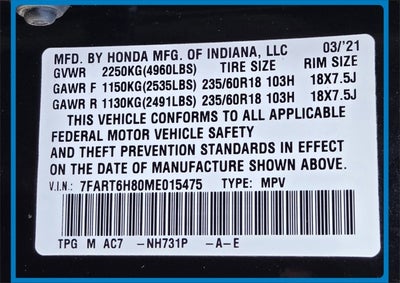 MFD. BY HONDA MFG. OF INDIANA, LLC 03/'21
GVWR 2250KG(4960LBS) TIRE SIZE RIM SIZE
GAWR F 1150KG(2535LBS) 235/60R18 103H 18X7.5J
GAWR R 1130KG(2491LBS) 235/60R18 103H 18X7.5J
THIS VEHICLE CONFORMS TO ALL APPLICABLE
FEDERAL MOTOR VEHICLE SAFETY
AND THEFT PREVENTION STANDARDS IN EFFECT
ON THE DATE OF MANUFACTURE SHOWN ABOVE.
V.I.N.: 7FART6H80ME015475 TYPE: MPV
TPG M AC7 -NH731P -A-E